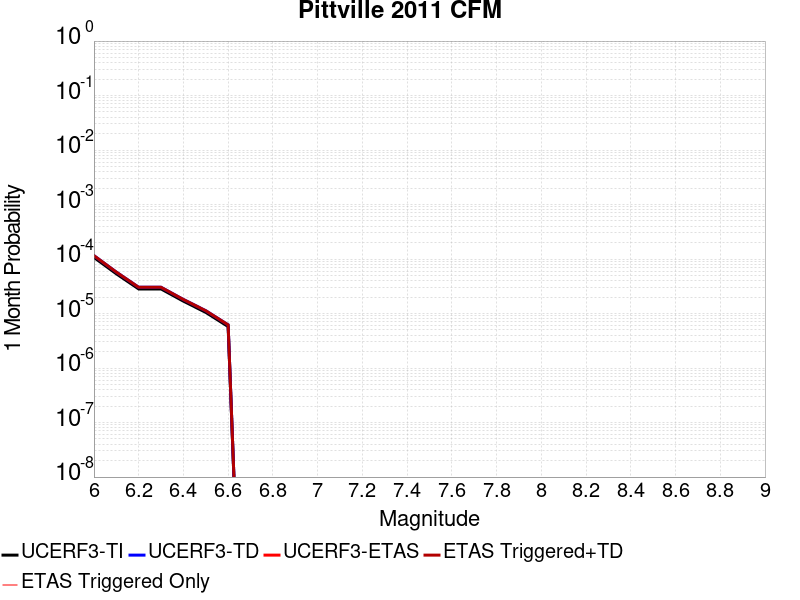 Pittville 2011 CFM
1 Month Probability
10^0
10^-1
10^-2
10^-3
10^-4
10^-5
10^-6
10^-7
10^-8
6 6.2 6.4 6.6 6.8 7 7.2 7.4 7.6 7.8 8 8.2 8.4 8.6 8.8 9
Magnitude
UCERF3-TI UCERF3-TD UCERF3-ETAS ETAS Triggered+TD
ETAS Triggered Only